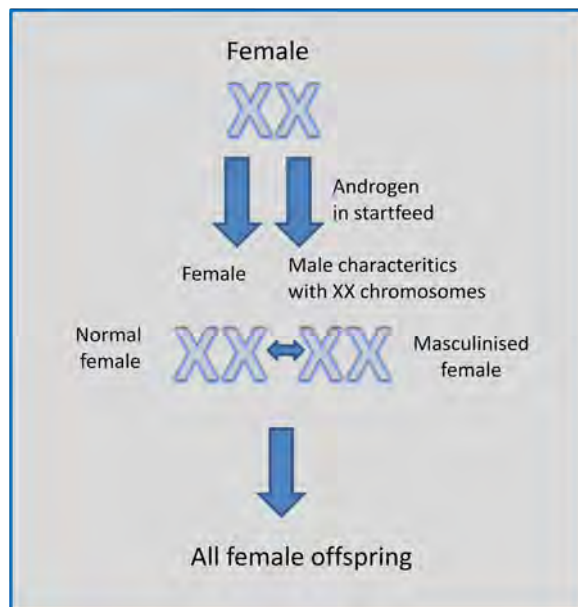 Female
XX
Androgen
in startfeed
Female
Male characteritics
with XX chromosomes
Normal
female
XX XX
Masculinised
female
All female offspring